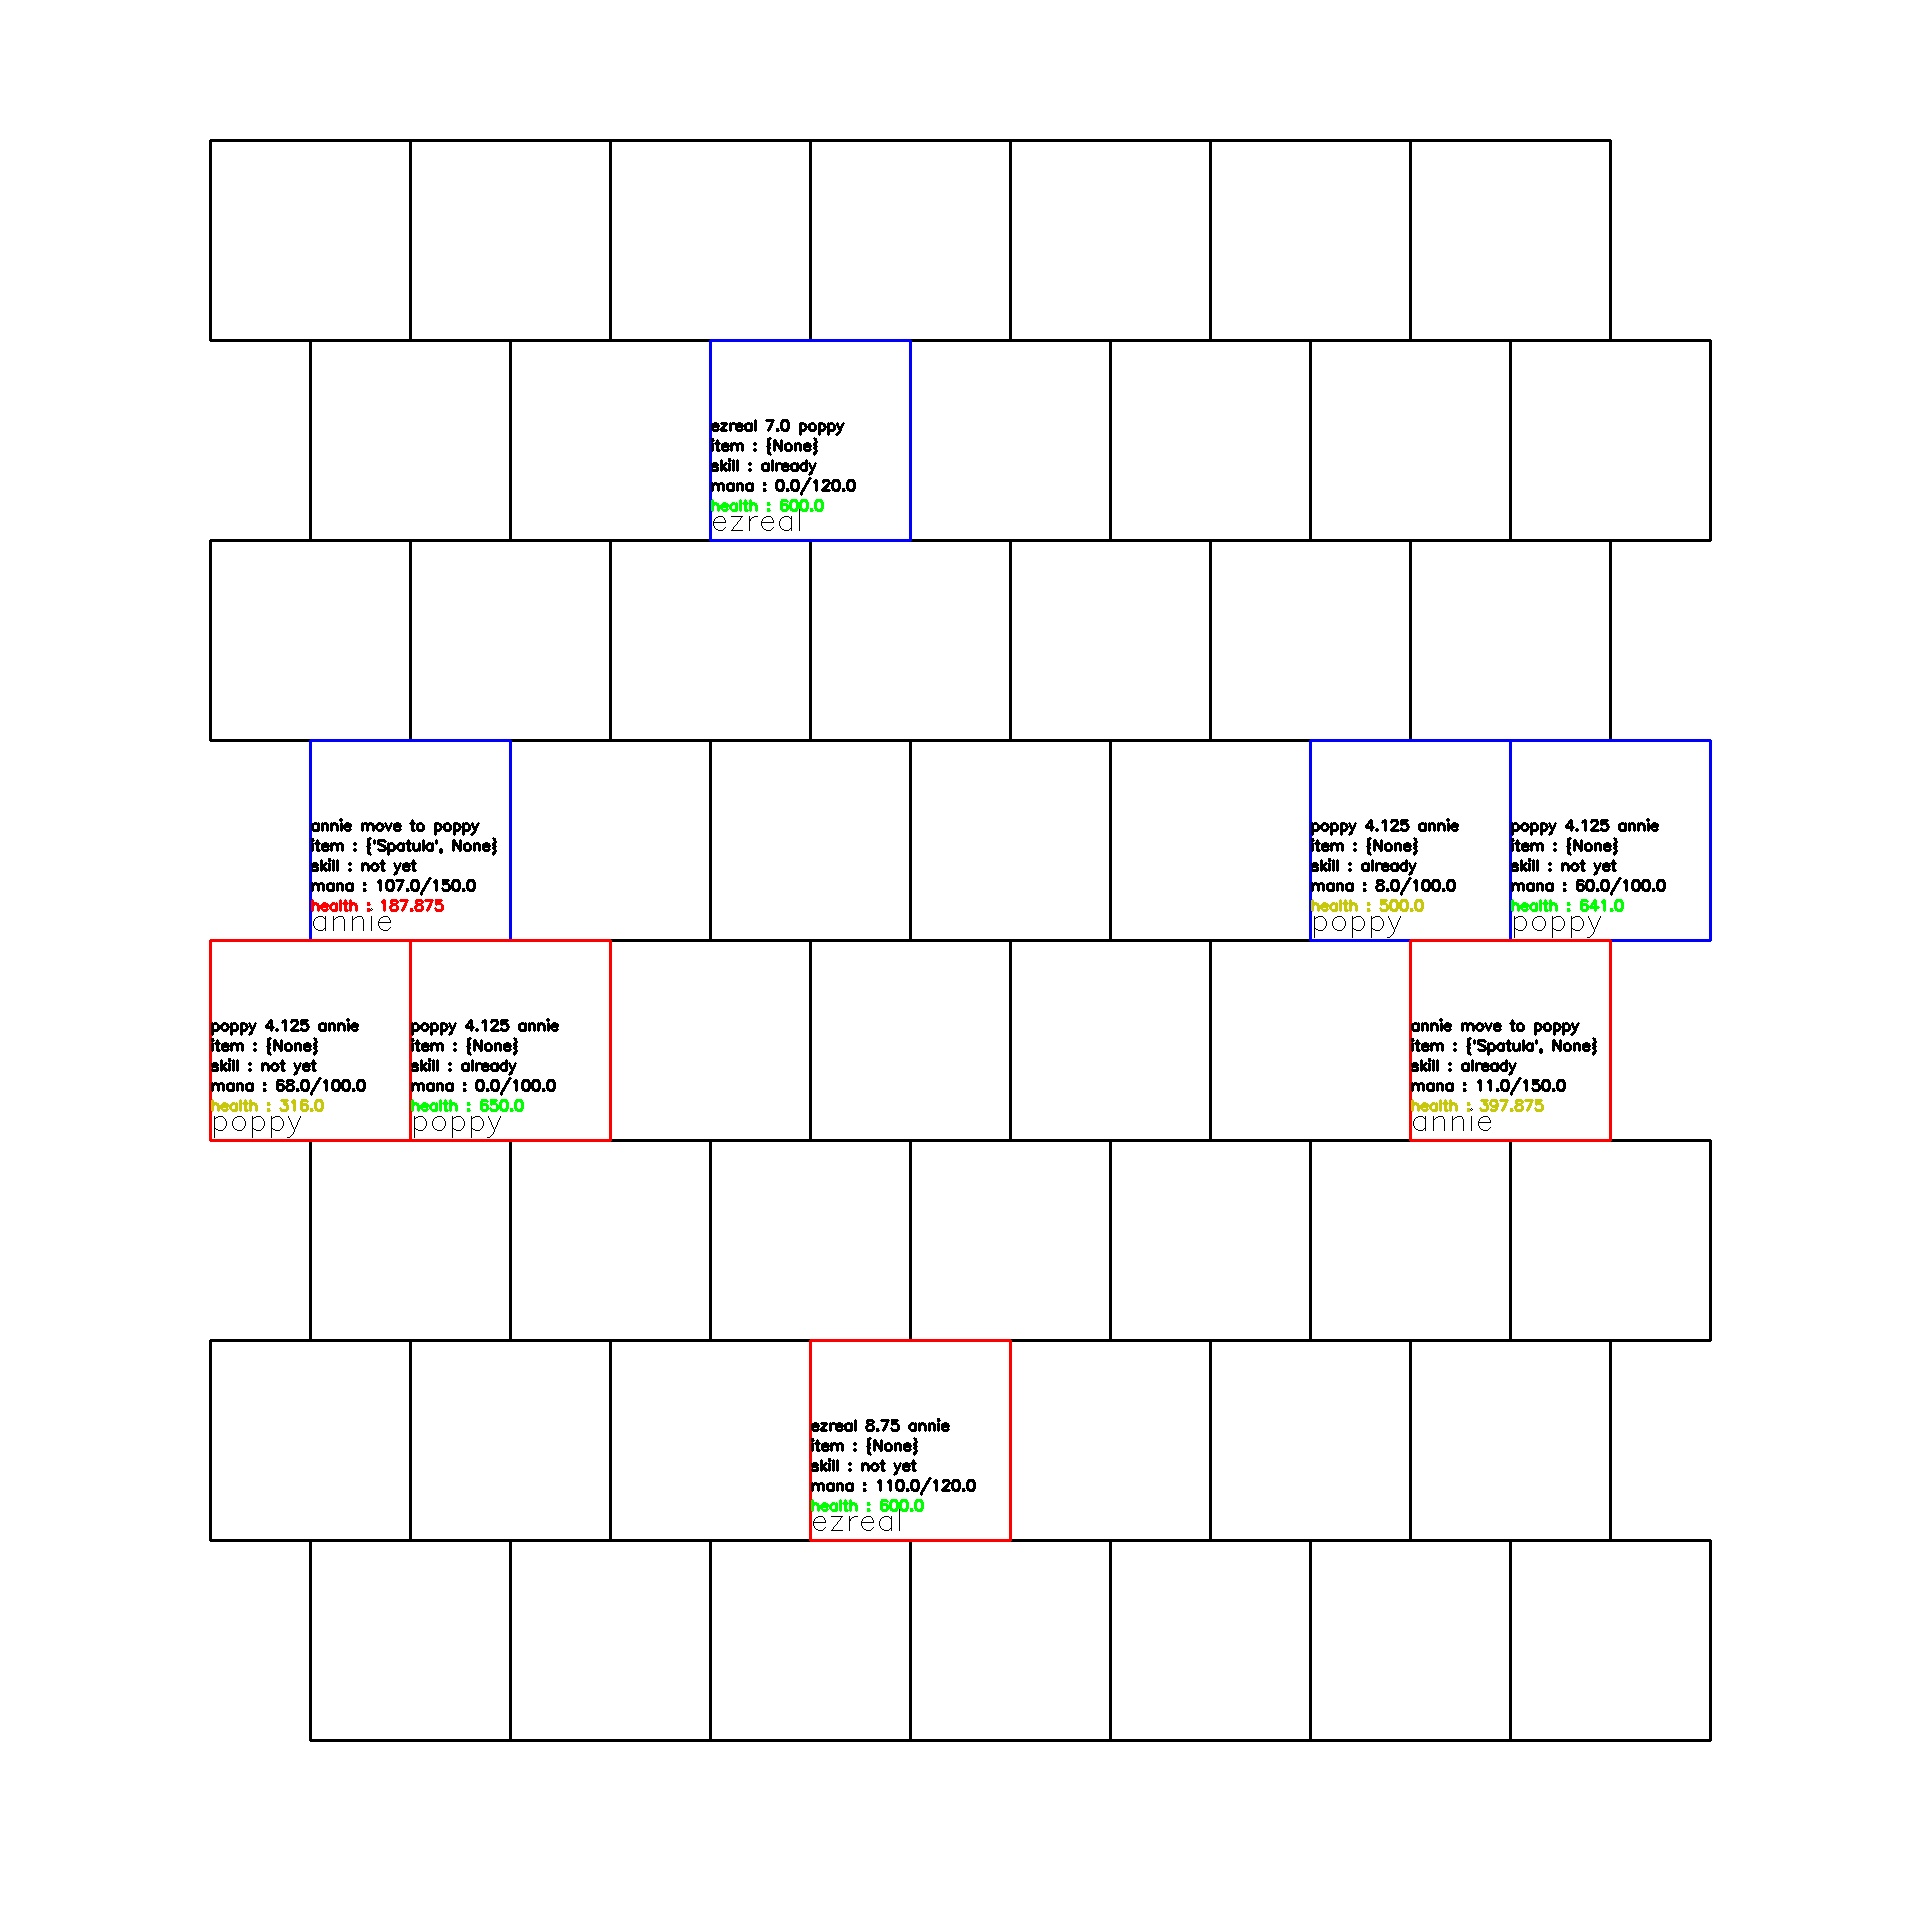 ezreal 7.0 poppy
item : {None}
skill : already
mana : 0.0/120.0
health : 600.0
ezreal
annie move to poppy
item : {'Spatula', None}
skill : not yet
mana : 107.0/150.0
health : 187.875
annie
poppy 4.125 annie
item : {None}
skill : already
mana : 8.0/100.0
health : 500.0
poppy
poppy 4.125 annie
item : {None}
skill : not yet
mana : 60.0/100.0
health : 641.0
poppy
poppy 4.125 annie
item : {None}
skill : not yet
mana : 68.0/100.0
health : 316.0
poppy
poppy 4.125 annie
item : {None}
skill : already
mana : 0.0/100.0
health : 650.0
poppy
annie move to poppy
item : {'Spatula', None}
skill : already
mana : 11.0/150.0
health : 397.875
annie
ezreal 8.75 annie
item : {None}
skill : not yet
mana : 110.0/120.0
health : 600.0
ezreal